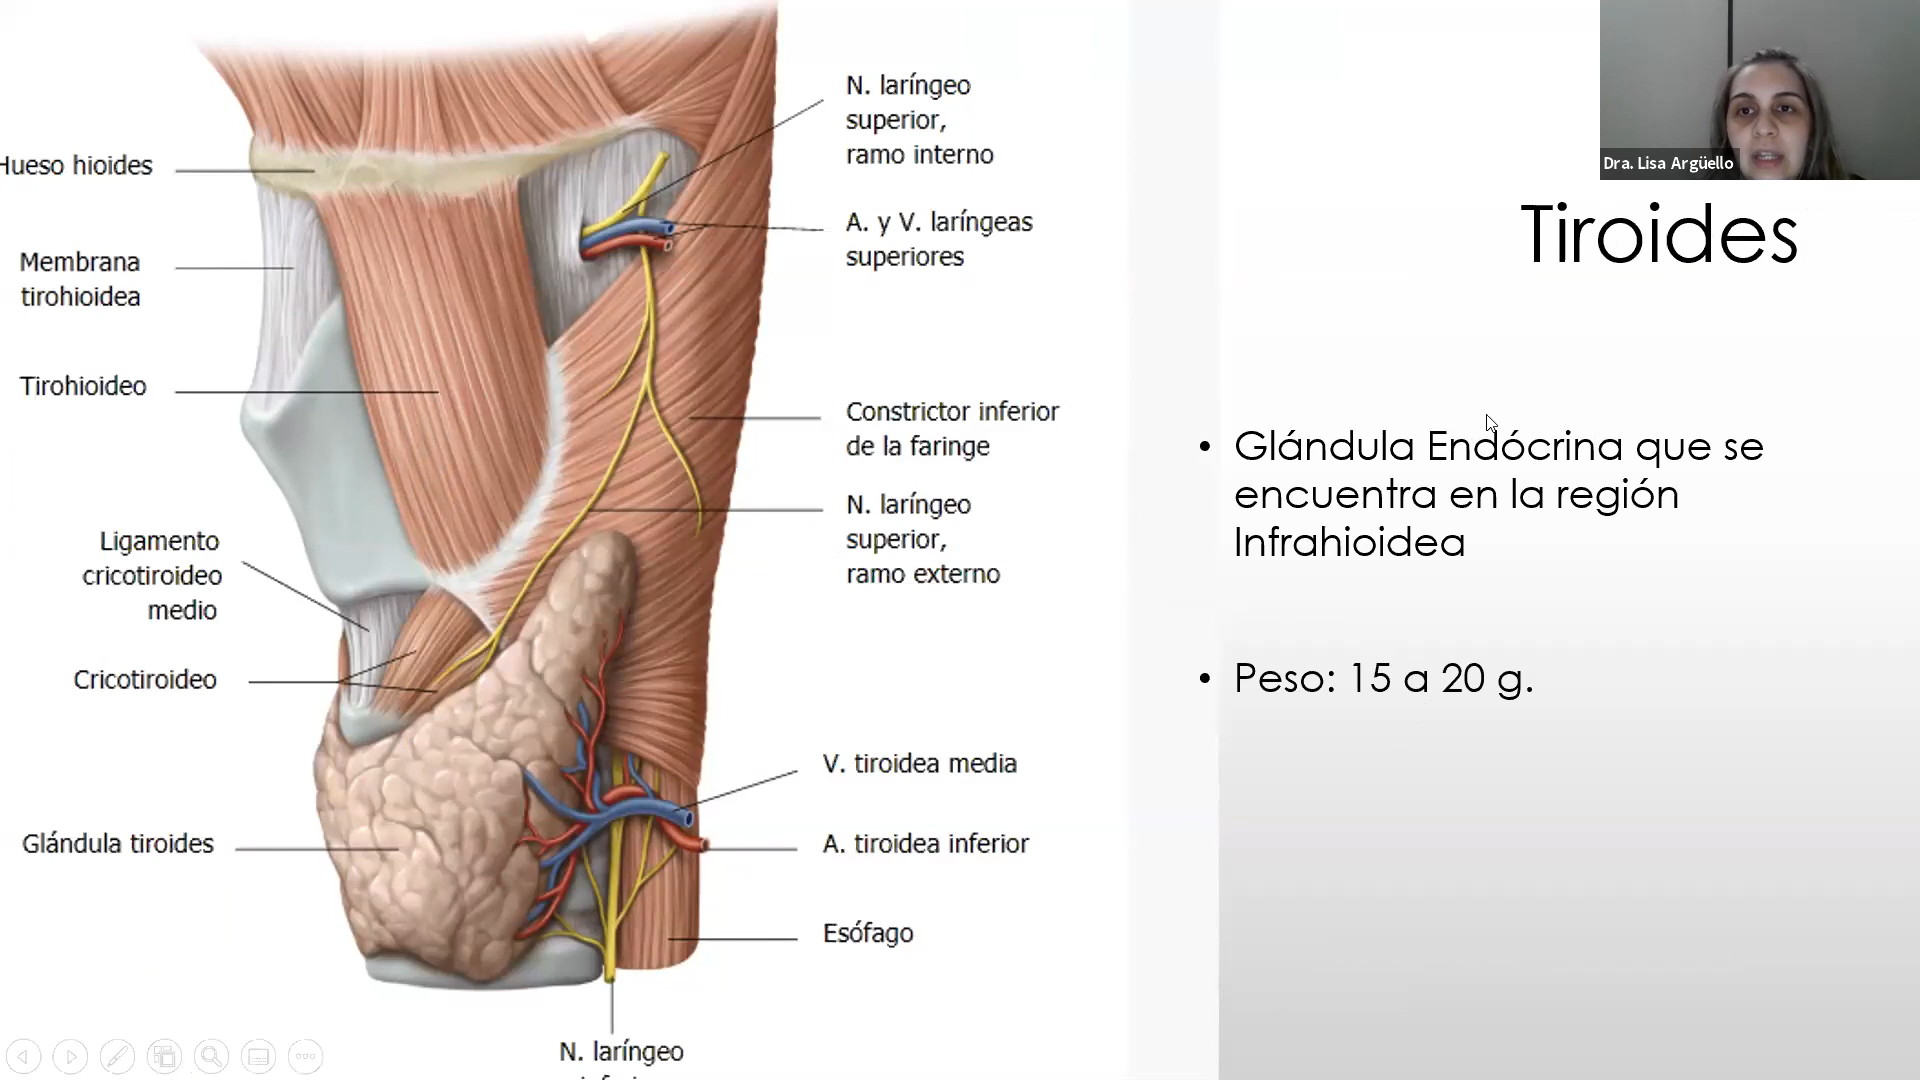 Dra. Lisa Argüello
Tiroides
Glándula Endócrina que se
encuentra en la región
Infrahioidea
Peso: 15 a 20 g.
Hueso hioides
Membrana
tirohioidea
Tirohioideo
Ligamento
cricotiroideo
medio
Cricotiroideo
Glándula tiroides
N. laríngeo
superior,
ramo interno
A. y V. laríngeas
superiores
Constrictor inferior
de la faringe
N. laríngeo
superior,
ramo externo
V. tiroidea media
A. tiroidea inferior
Esófago
N. laríngeo